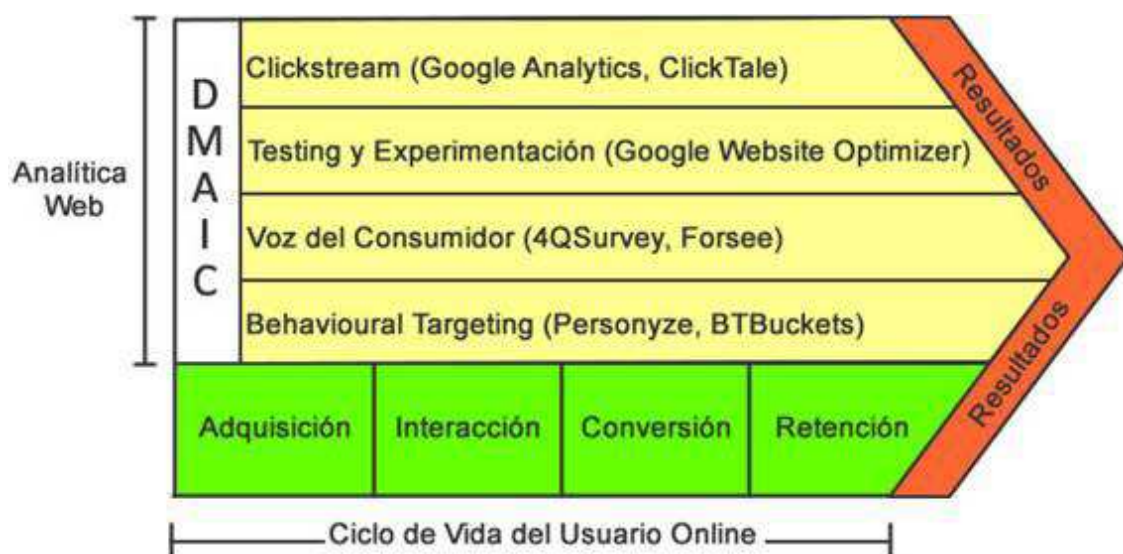 Analítica
Web
DMAIC
Clickstream (Google Analytics, ClickTale)
Testing y Experimentación (Google Website Optimizer)
Voz del Consumidor (4QSurvey, Forsee)
Behavioural Targeting (Personyze, BTBuckets)
Resultados
Resultados
Adquisición
Interacción
Conversión
Retención
Ciclo de Vida del Usuario Online